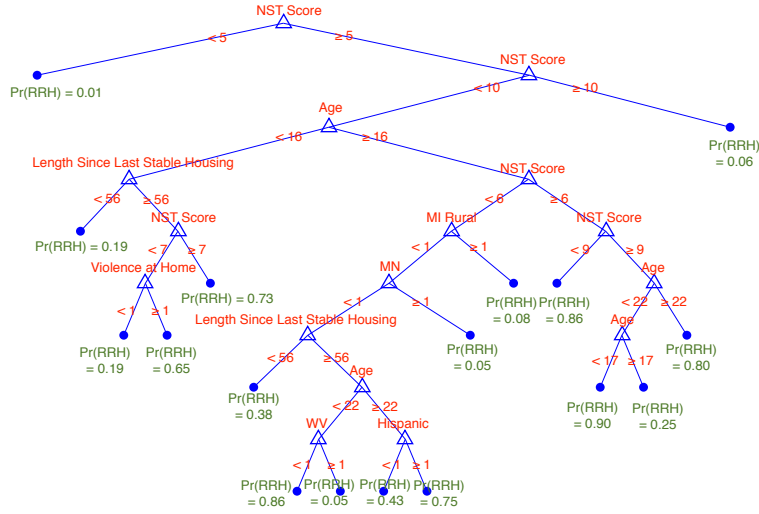 NST Score
< 5
≥ 5
NST Score
Pr(RRH) = 0.01
< 10
≥ 10
Age
Pr(RRH)
= 0.06
< 16
≥ 16
Length Since Last Stable Housing
NST Score
< 56
≥ 56
< 6
≥ 6
Pr(RRH) = 0.19
NST Score
MI Rural
NST Score
< 7
≥ 7
< 1
≥ 1
< 9
≥ 9
Violence at Home
Pr(RRH) = 0.73
MN
Pr(RRH)
= 0.08
Pr(RRH)
= 0.86
Age
< 1
≥ 1
< 1
≥ 1
< 22
≥ 22
Pr(RRH)
= 0.19
Pr(RRH)
= 0.65
Length Since Last Stable Housing
Pr(RRH)
= 0.05
Age
Pr(RRH)
= 0.80
< 56
≥ 56
< 17
≥ 17
Pr(RRH)
= 0.38
Age
Pr(RRH)
= 0.90
Pr(RRH)
= 0.25
< 22
≥ 22
WV
Hispanic
< 1
≥ 1
< 1
≥ 1
Pr(RRH)
= 0.86
Pr(RRH)
= 0.05
Pr(RRH)
= 0.43
Pr(RRH)
= 0.75